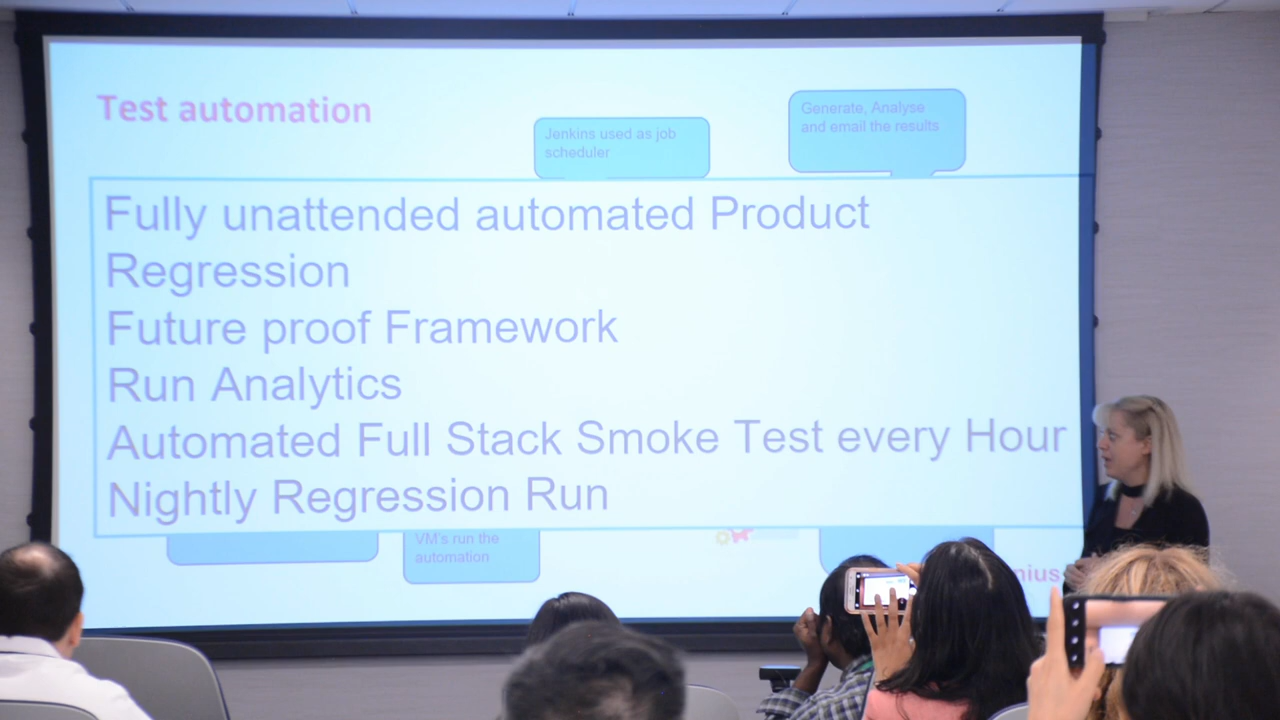 Test automation
Generate, Analyse
and email the results
Jenkins used as job
scheduler
Fully unattended automated Product
Regression
Future proof Framework
Run Analytics
Automated Full Stack Smoke Test every Hour
Nightly Regression Run
VM's run the
automation
nius